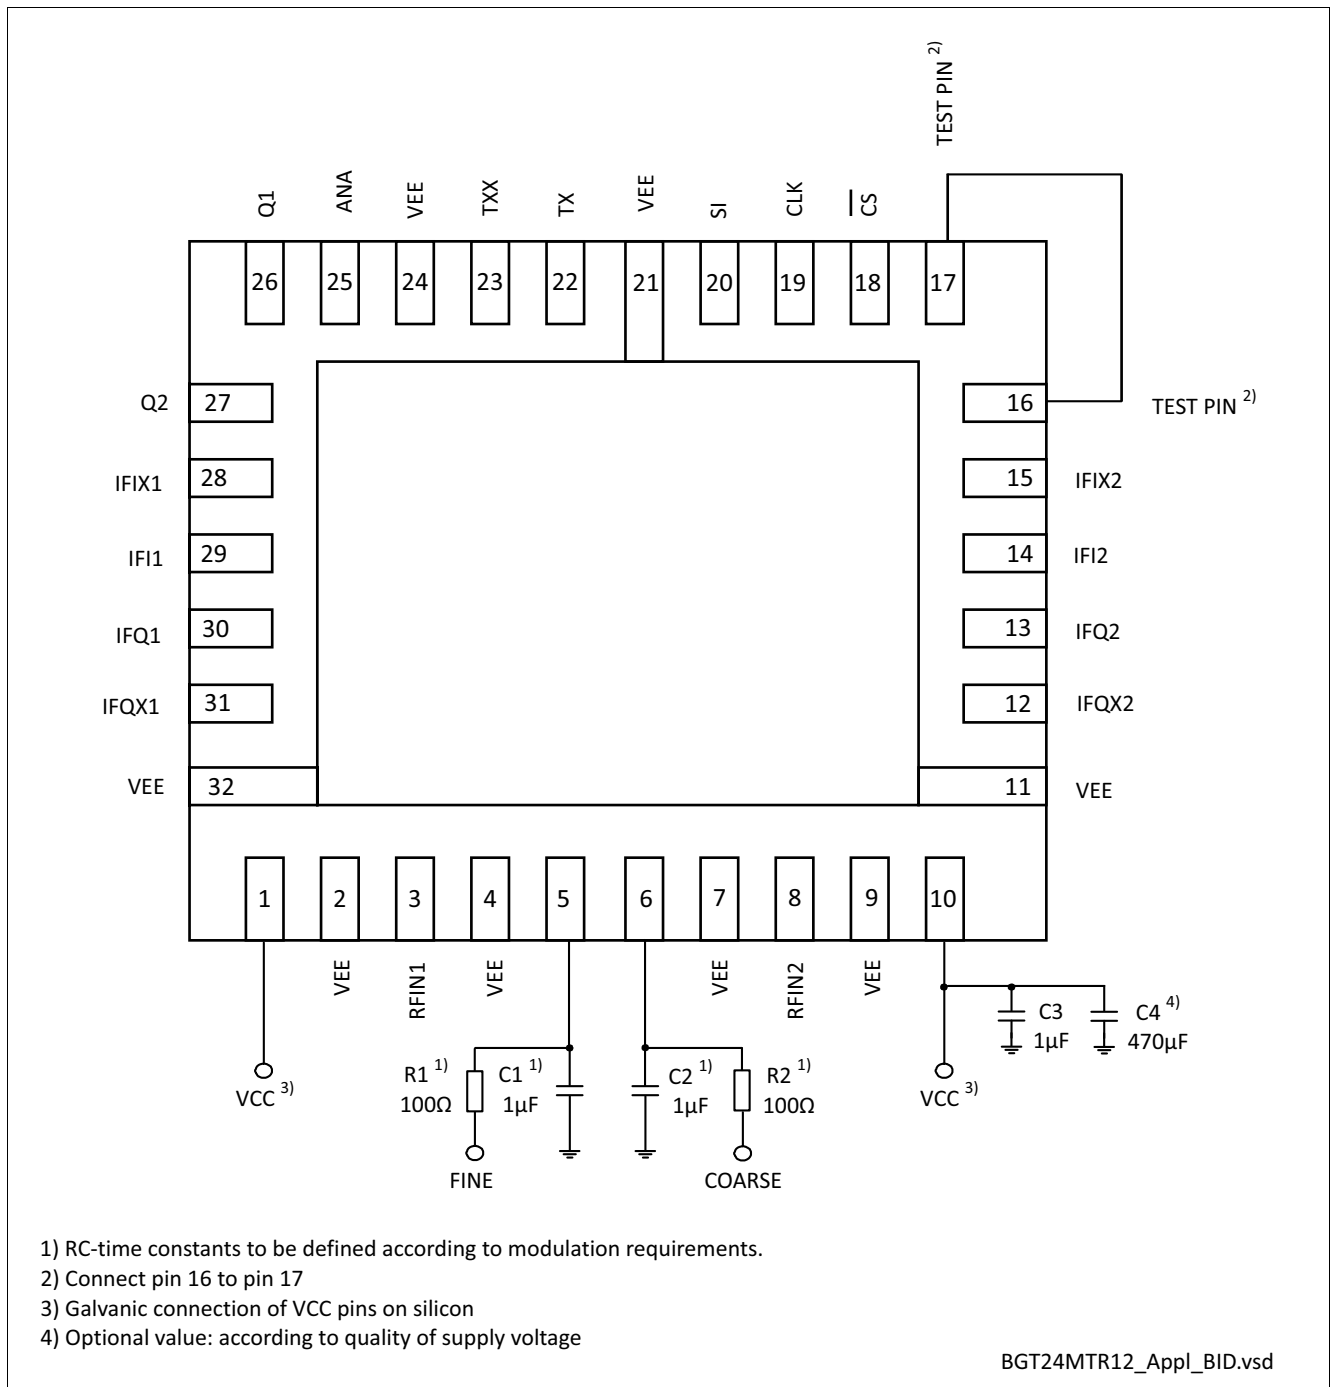 TEST PIN 2)
Q1
ANA
VEE
TXX
TX
VEE
SI
CLK
CS
26
25
24
23
22
21
20
19
18
17
Q2
27
16
TEST PIN 2)
IFIX1
28
15
IFIX2
IFI1
29
14
IFI2
IFQ1
30
13
IFQ2
IFQX1
31
12
IFQX2
VEE
32
11
VEE
1
2
3
4
5
6
7
8
9
10
VEE
RFIN1
VEE
VEE
RFIN2
VEE
C3
1µF
C4 4)
470µF
VCC 3)
R1 1)
100Ω
C1 1)
1µF
C2 1)
1µF
R2 1)
100Ω
VCC 3)
FINE
COARSE
1) RC-time constants to be defined according to modulation requirements.
2) Connect pin 16 to pin 17
3) Galvanic connection of VCC pins on silicon
4) Optional value: according to quality of supply voltage
BGT24MTR12_Appl_BID.vsd